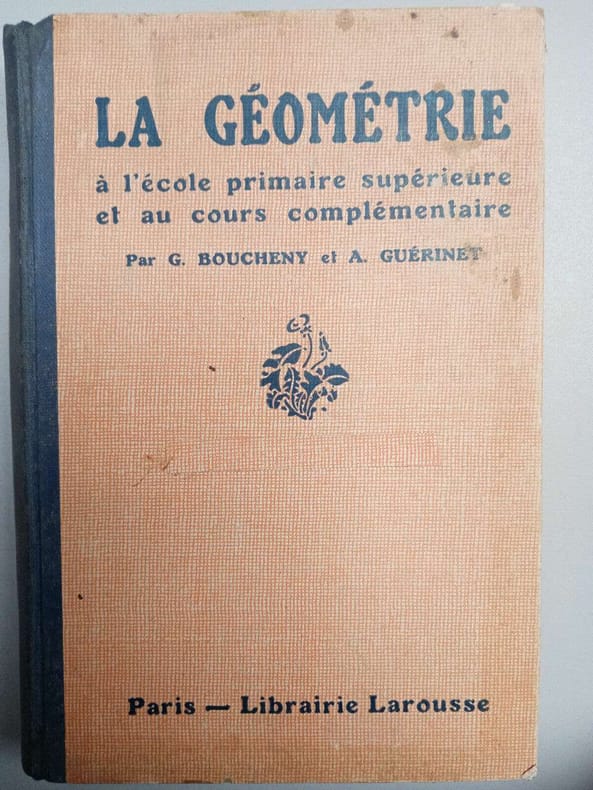 LA GÉOMÉTRIE
à l'école primaire supérieure
et au cours complémentaire
Par G. BOUCHENY et A. GUÉRINET
Paris — Librairie Larousse